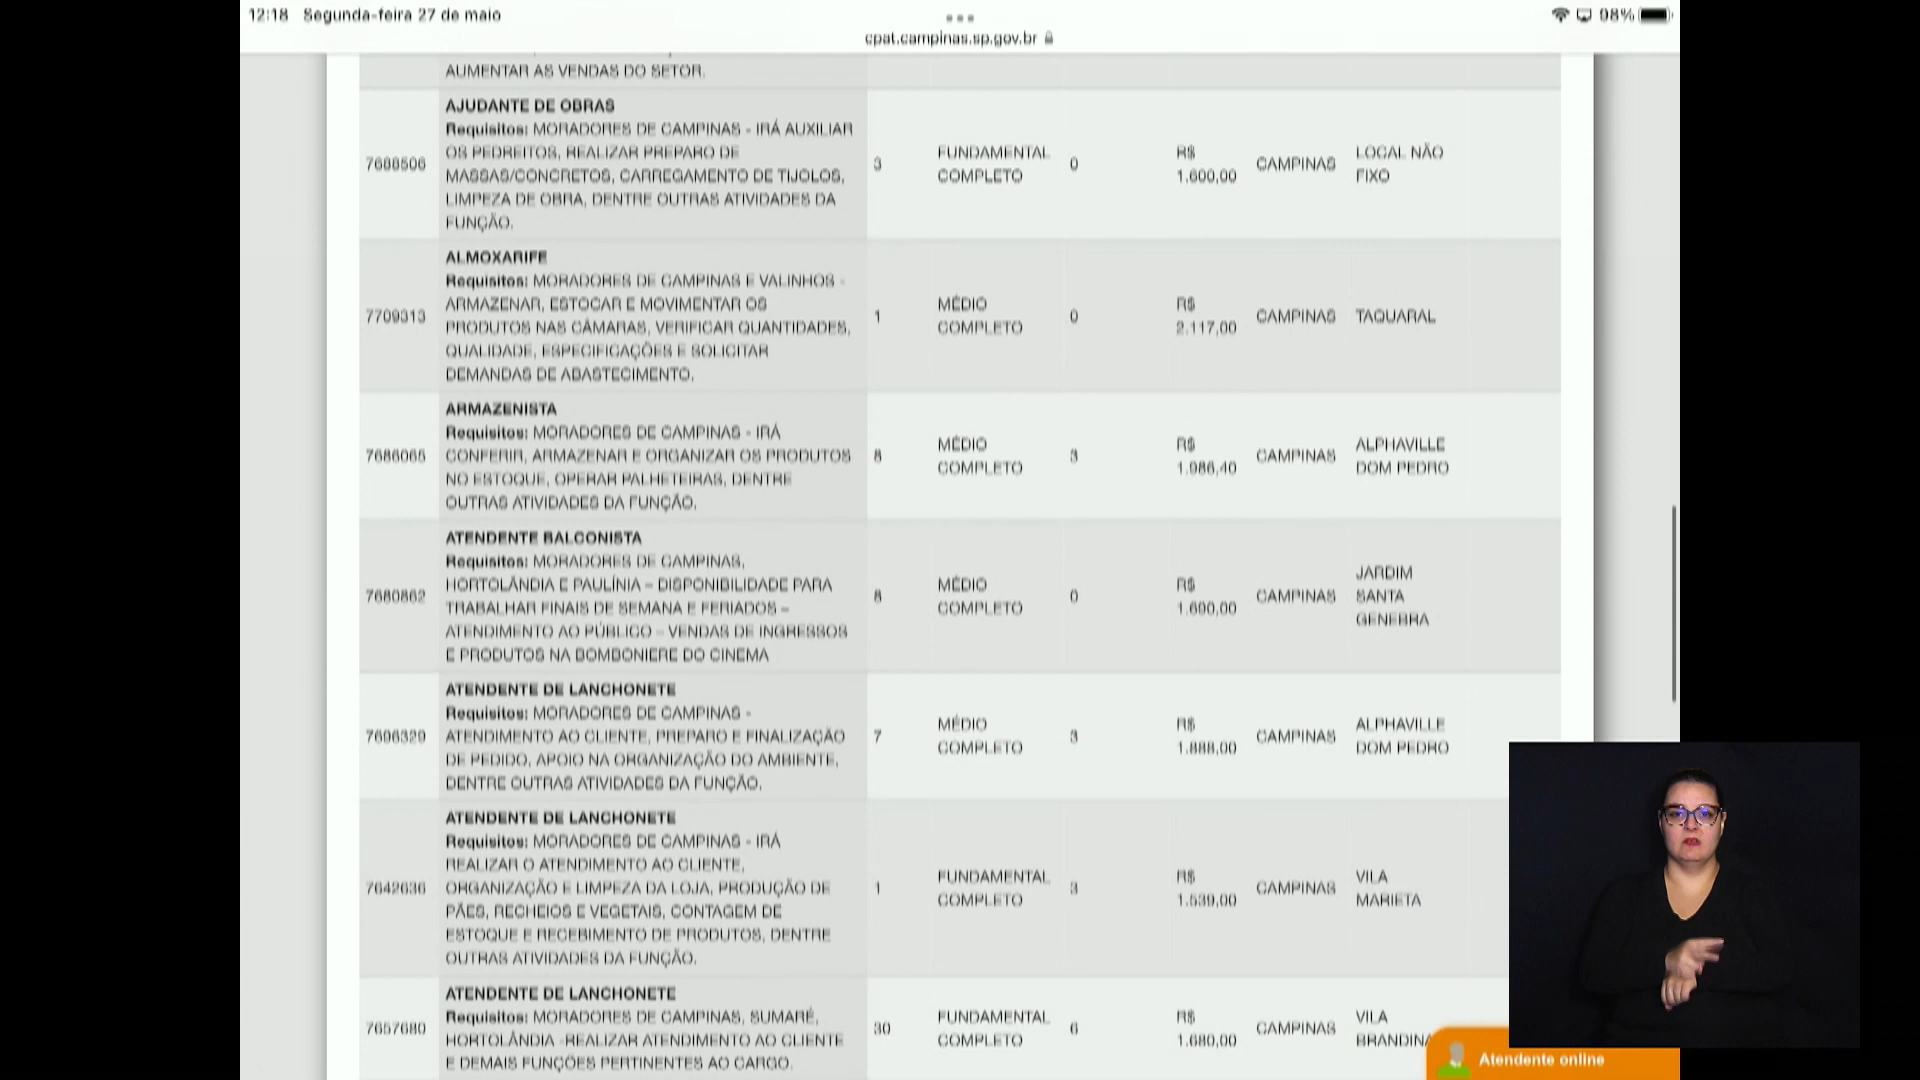 12:18 Segunda-feira 27 de maio
98%
cpat.campinas.sp.gov.br
AUMENTAR AS VENDAS DO SETOR.
AJUDANTE DE OBRAS
Requisitos: MORADORES DE CAMPINAS - IRÁ AUXILIAR
OS PEDREITOS, REALIZAR PREPARO DE
MASSAS/CONCRETOS, CARREGAMENTO DE TIJOLOS,
LIMPEZA DE OBRA, DENTRE OUTRAS ATIVIDADES DA
FUNÇÃO.
7688506
3
FUNDAMENTAL
COMPLETO
0
R$
1.600,00
CAMPINAS
LOCAL NÃO
FIXO
ALMOXARIFE
Requisitos: MORADORES DE CAMPINAS E VALINHOS -
ARMAZENAR, ESTOCAR E MOVIMENTAR OS
PRODUTOS NAS CÂMARAS, VERIFICAR QUANTIDADES,
QUALIDADE, ESPECIFICAÇÕES E SOLICITAR
DEMANDAS DE ABASTECIMENTO.
7709313
1
MÉDIO
COMPLETO
0
R$
2.117,00
CAMPINAS
TAQUARAL
ARMAZENISTA
Requisitos: MORADORES DE CAMPINAS - IRÁ
CONFERIR, ARMAZENAR E ORGANIZAR OS PRODUTOS
NO ESTOQUE, OPERAR PALHETEIRAS, DENTRE
OUTRAS ATIVIDADES DA FUNÇÃO.
7686065
8
MÉDIO
COMPLETO
3
R$
1.986,40
CAMPINAS
ALPHAVILLE
DOM PEDRO
ATENDENTE BALCONISTA
Requisitos: MORADORES DE CAMPINAS,
HORTOLÂNDIA E PAULÍNIA – DISPONIBILIDADE PARA
TRABALHAR FINAIS DE SEMANA E FERIADOS –
ATENDIMENTO AO PÚBLICO – VENDAS DE INGRESSOS
E PRODUTOS NA BOMBONIERE DO CINEMA
7680862
8
MÉDIO
COMPLETO
0
R$
1.600,00
CAMPINAS
JARDIM
SANTA
GENEBRA
ATENDENTE DE LANCHONETE
Requisitos: MORADORES DE CAMPINAS -
ATENDIMENTO AO CLIENTE, PREPARO E FINALIZAÇÃO
DE PEDIDO, APOIO NA ORGANIZAÇÃO DO AMBIENTE,
DENTRE OUTRAS ATIVIDADES DA FUNÇÃO.
7696329
7
MÉDIO
COMPLETO
3
R$
1.888,00
CAMPINAS
ALPHAVILLE
DOM PEDRO
ATENDENTE DE LANCHONETE
Requisitos: MORADORES DE CAMPINAS - IRÁ
REALIZAR O ATENDIMENTO AO CLIENTE,
ORGANIZAÇÃO E LIMPEZA DA LOJA, PRODUÇÃO DE
PÃES, RECHEIOS E VEGETAIS, CONTAGEM DE
ESTOQUE E RECEBIMENTO DE PRODUTOS, DENTRE
OUTRAS ATIVIDADES DA FUNÇÃO.
7642636
1
FUNDAMENTAL
COMPLETO
3
R$
1.539,00
CAMPINAS
VILA
MARIETA
ATENDENTE DE LANCHONETE
Requisitos: MORADORES DE CAMPINAS, SUMARÉ,
HORTOLÂNDIA -REALIZAR ATENDIMENTO AO CLIENTE
E DEMAIS FUNÇÕES PERTINENTES AO CARGO.
7657680
30
FUNDAMENTAL
COMPLETO
6
R$
1.680,00
CAMPINAS
VILA
BRANDINA
Atendente online